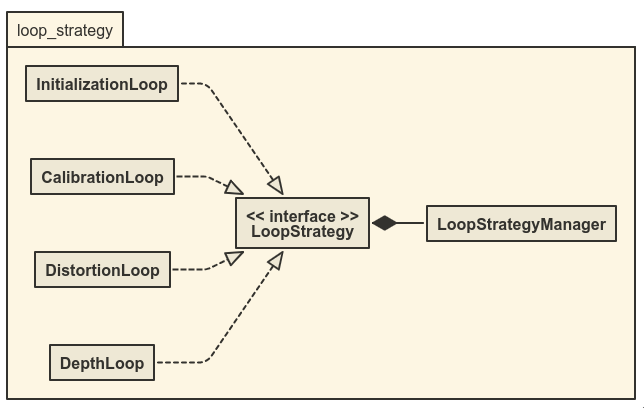 loop_strategy
InitializationLoop
CalibrationLoop
<< interface >>
LoopStrategy
LoopStrategyManager
DistortionLoop
DepthLoop